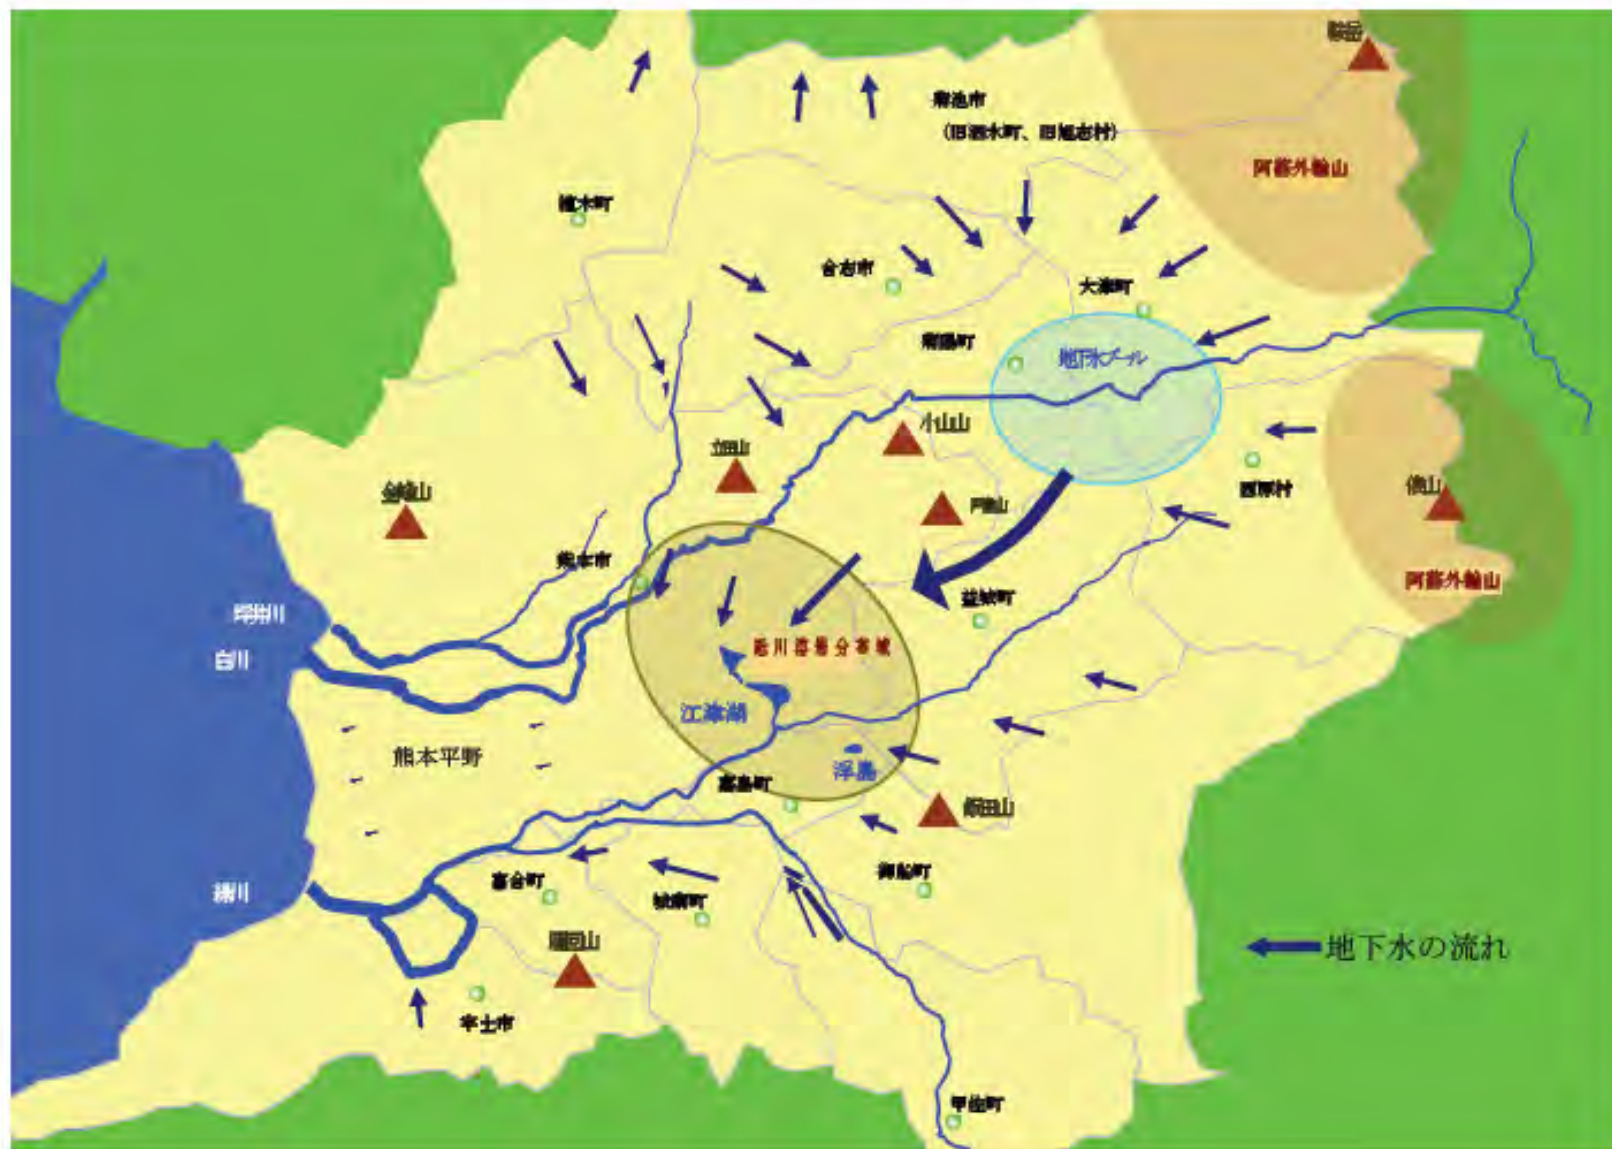 鞍岳
菊池市
(旧泗水町、旧旭志村)
阿蘇外輪山
植木町
合志市
大津町
菊陽町
地下水プール
小山山
立田山
金峰山
戸島山
西原村
俵山
熊本市
益城町
阿蘇外輪山
坪井川
白川
砥川溶岩分布域
江津湖
熊本平野
浮島
嘉島町
飯田山
緑川
富合町
城南町
御船町
雁回山
地下水の流れ
宇土市
甲佐町